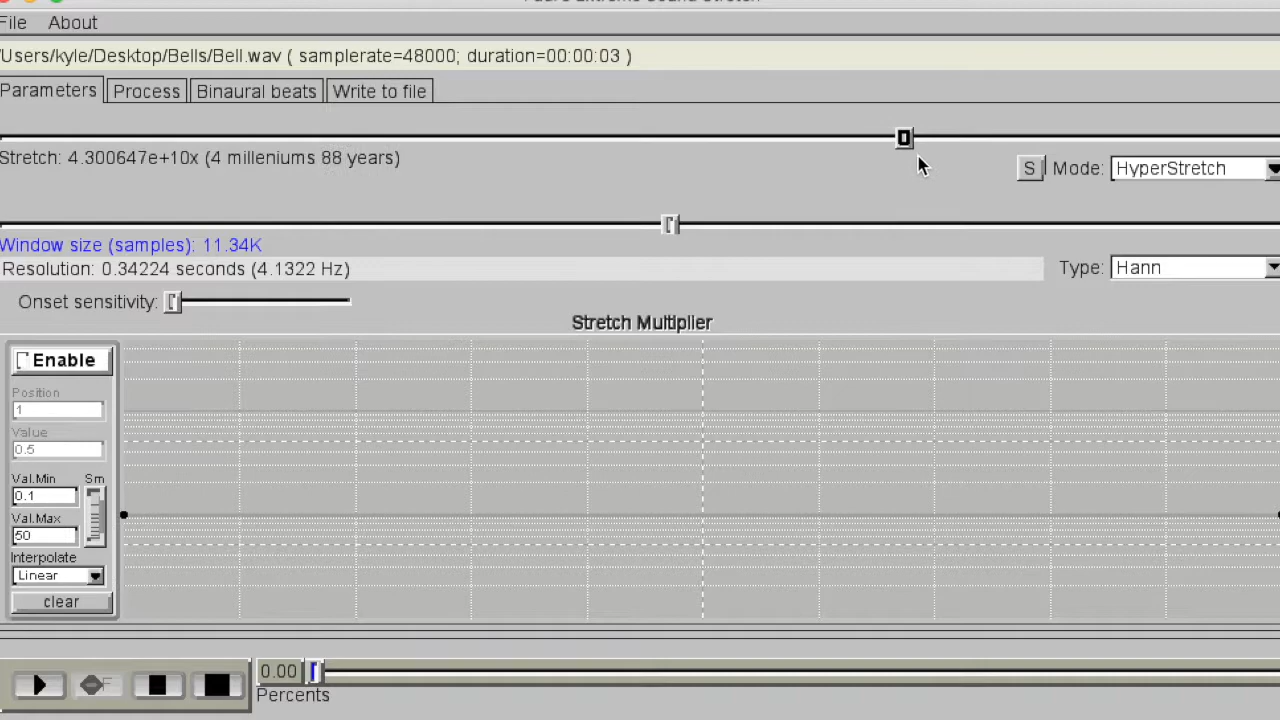 File About
/Users/kyle/Desktop/Bells/Bell.wav ( samplerate=48000; duration=00:00:03 )
Parameters Process Binaural beats Write to file
Stretch: 4.300647e+10x (4 milleniums 88 years)
S Mode: HyperStretch
Window size (samples): 11.34K
Resolution: 0.34224 seconds (4.1322 Hz)
Type: Hann
Onset sensitivity:
Stretch Multiplier
Enable
Position
1
Value
0.5
Val.Min Sm
0.1
Val.Max
50
Interpolate
Linear
clear
F
0.00
Percents